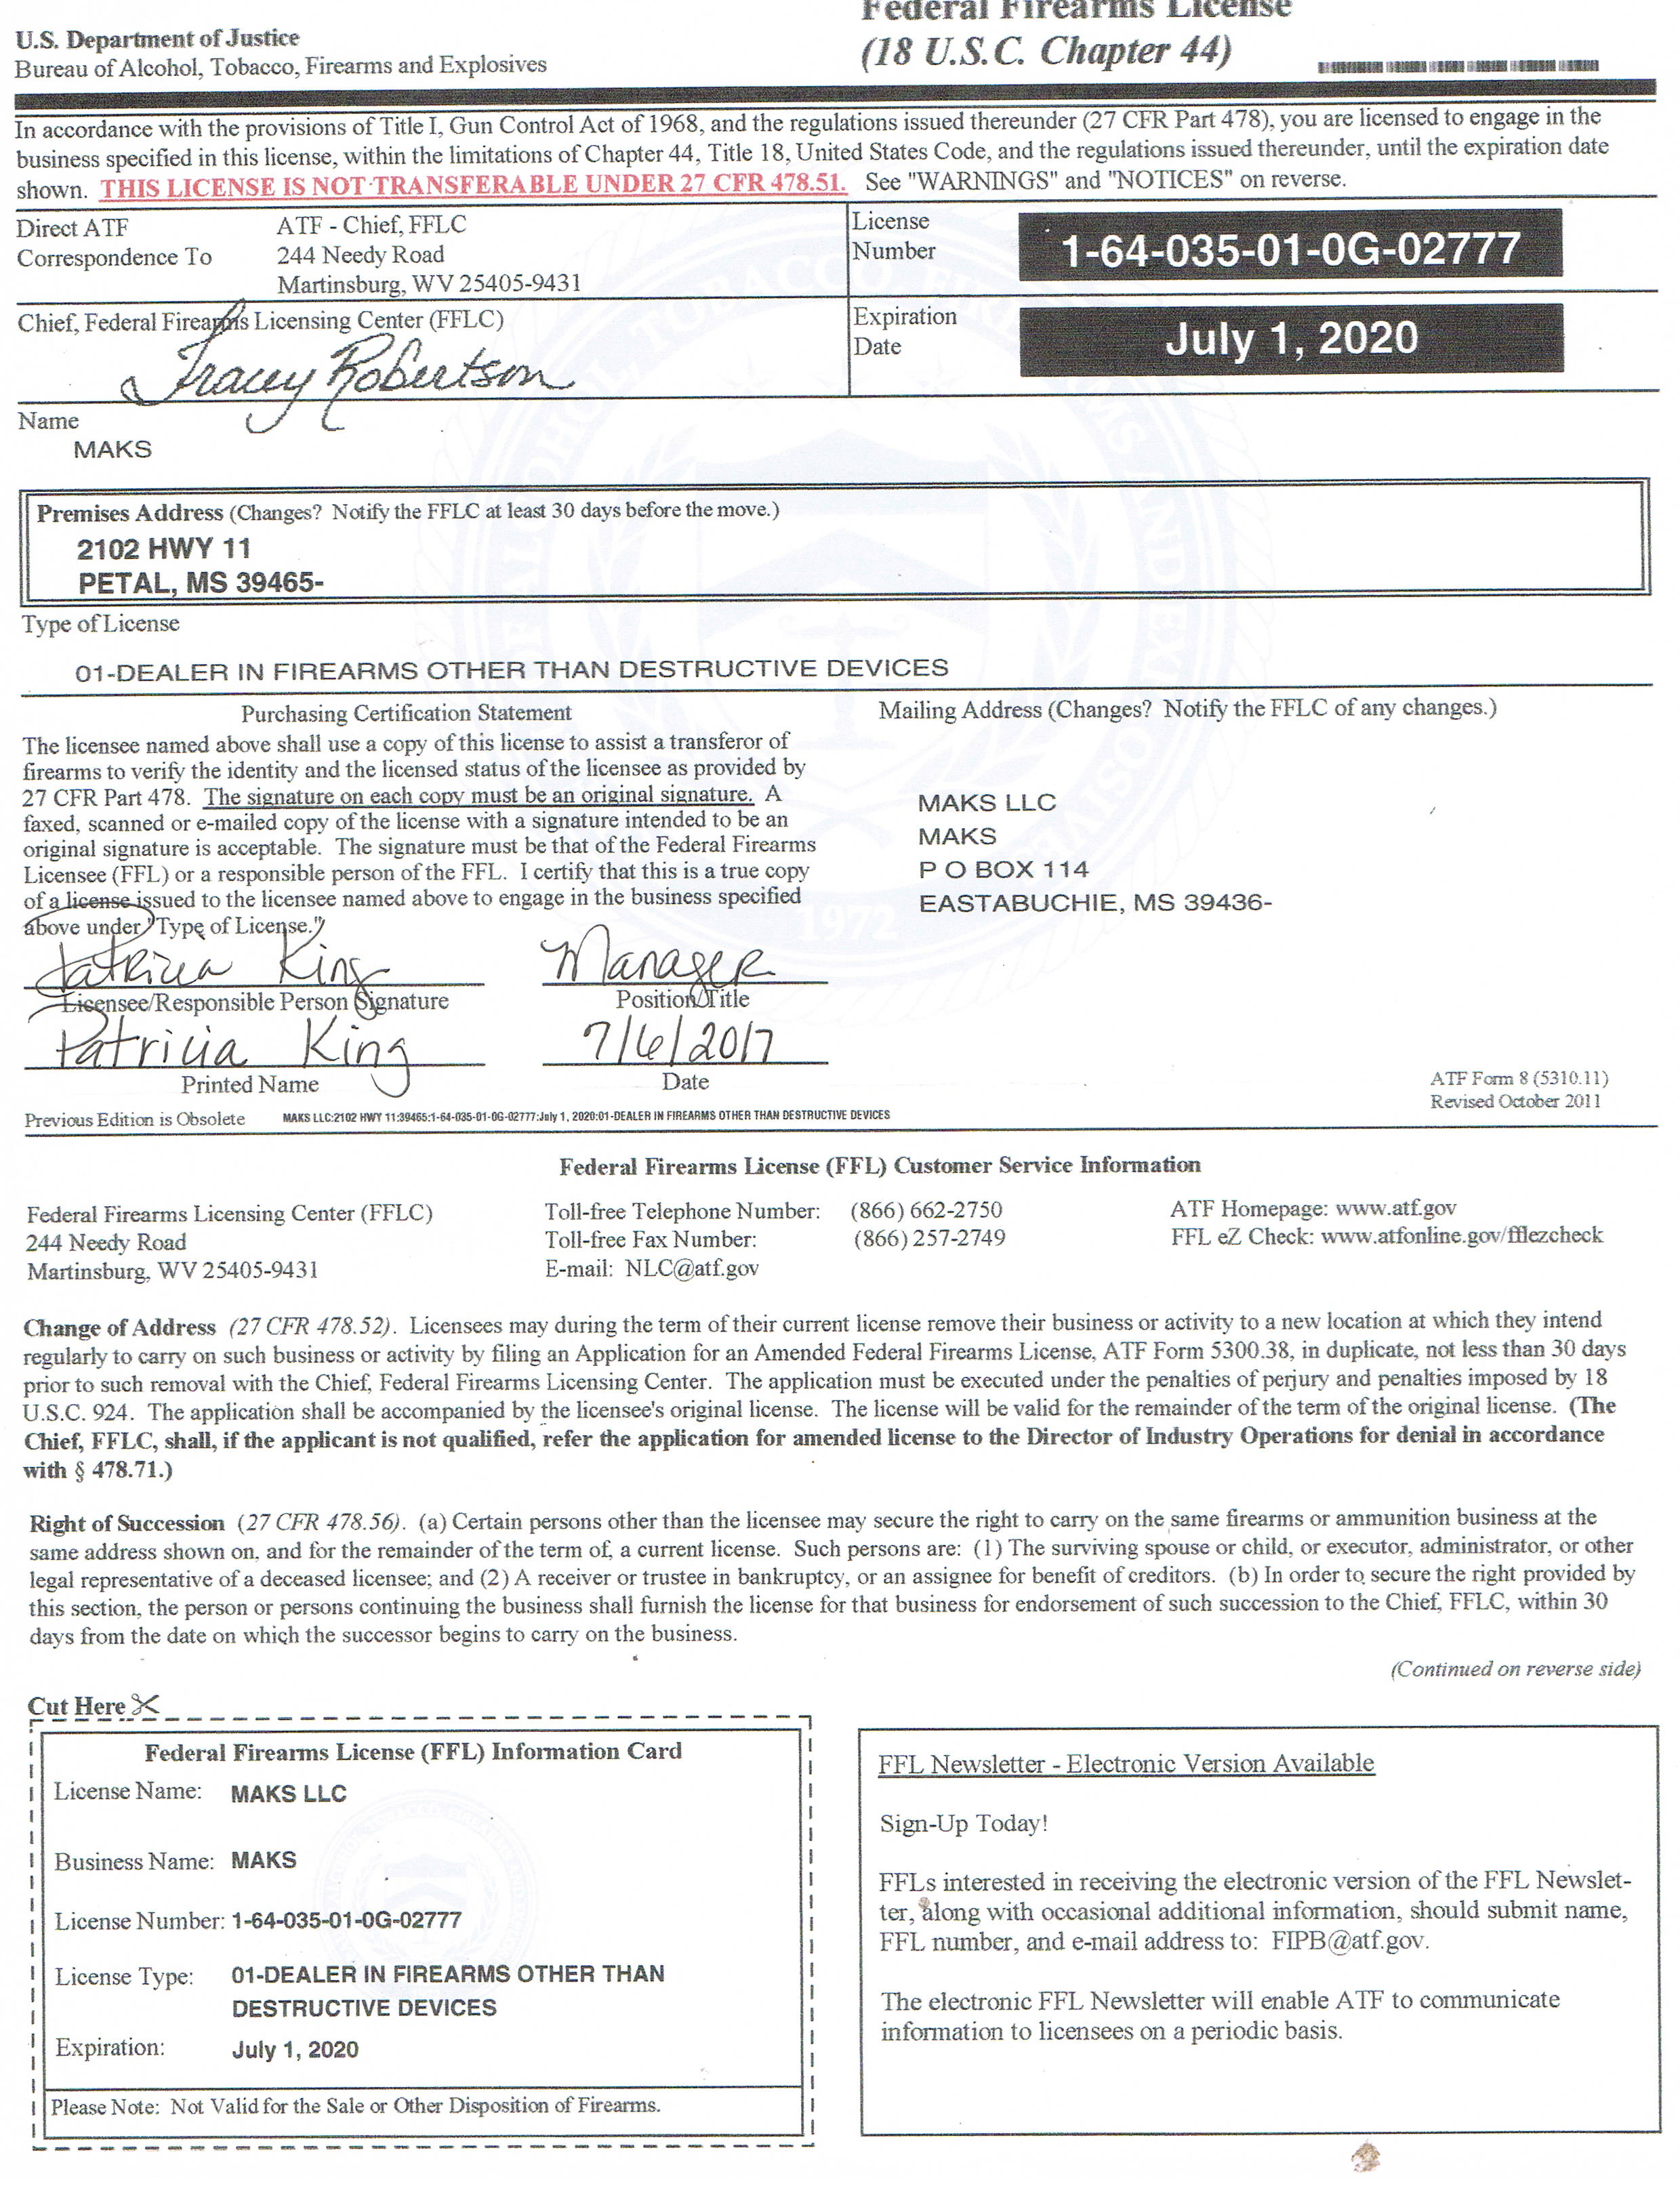 Federal Firearms License
U.S. Department of Justice
(18 U.S.C. Chapter 44)
Bureau of Alcohol, Tobacco, Firearms and Explosives
In accordance with the provisions of Title I, Gun Control Act of 1968, and the regulations issued thereunder (27 CFR Part 478), you are licensed to engage in the
business specified in this license, within the limitations of Chapter 44, Title 18, United States Code, and the regulations issued thereunder, until the expiration date
shown. THIS LICENSE IS NOT TRANSFERABLE UNDER 27 CFR 478.51. See "WARNINGS" and "NOTICES" on reverse.
Direct ATF
Correspondence To
ATF - Chief, FFLC
244 Needy Road
Martinsburg, WV 25405-9431
License
Number
1-64-035-01-0G-02777
Chief, Federal Firearms Licensing Center (FFLC)
Tracey Robertson
Expiration
Date
July 1, 2020
Name
MAKS
Premises Address (Changes? Notify the FFLC at least 30 days before the move.)
2102 HWY 11
PETAL, MS 39465-
Type of License
01-DEALER IN FIREARMS OTHER THAN DESTRUCTIVE DEVICES
Purchasing Certification Statement
The licensee named above shall use a copy of this license to assist a transferor of
firearms to verify the identity and the licensed status of the licensee as provided by
27 CFR Part 478. The signature on each copy must be an original signature. A
faxed, scanned or e-mailed copy of the license with a signature intended to be an
original signature is acceptable. The signature must be that of the Federal Firearms
Licensee (FFL) or a responsible person of the FFL. I certify that this is a true copy
of a license issued to the licensee named above to engage in the business specified
above under "Type of License."
Mailing Address (Changes? Notify the FFLC of any changes.)
MAKS LLC
MAKS
P O BOX 114
EASTABUCHIE, MS 39436-
1972
Patricia King
Manager
Licensee/Responsible Person Signature
Position/Title
Patricia King
7/6/2017
Printed Name
Date
ATF Form 8 (5310.11)
Revised October 2011
Previous Edition is Obsolete
MAKS LLC:2102 HWY 11:39465:1-64-035-01-0G-02777:July 1, 2020:01-DEALER IN FIREARMS OTHER THAN DESTRUCTIVE DEVICES
Federal Firearms License (FFL) Customer Service Information
Federal Firearms Licensing Center (FFLC)
244 Needy Road
Martinsburg, WV 25405-9431
Toll-free Telephone Number: (866) 662-2750
Toll-free Fax Number: (866) 257-2749
E-mail: NLC@atf.gov
ATF Homepage: www.atf.gov
FFL eZ Check: www.atfonline.gov/fflezcheck
Change of Address (27 CFR 478.52). Licensees may during the term of their current license remove their business or activity to a new location at which they intend
regularly to carry on such business or activity by filing an Application for an Amended Federal Firearms License, ATF Form 5300.38, in duplicate, not less than 30 days
prior to such removal with the Chief, Federal Firearms Licensing Center. The application must be executed under the penalties of perjury and penalties imposed by 18
U.S.C. 924. The application shall be accompanied by the licensee's original license. The license will be valid for the remainder of the term of the original license. (The
Chief, FFLC, shall, if the applicant is not qualified, refer the application for amended license to the Director of Industry Operations for denial in accordance
with § 478.71.)
Right of Succession (27 CFR 478.56). (a) Certain persons other than the licensee may secure the right to carry on the same firearms or ammunition business at the
same address shown on, and for the remainder of the term of, a current license. Such persons are: (1) The surviving spouse or child, or executor, administrator, or other
legal representative of a deceased licensee; and (2) A receiver or trustee in bankruptcy, or an assignee for benefit of creditors. (b) In order to secure the right provided by
this section, the person or persons continuing the business shall furnish the license for that business for endorsement of such succession to the Chief, FFLC, within 30
days from the date on which the successor begins to carry on the business.
(Continued on reverse side)
Cut Here
Federal Firearms License (FFL) Information Card
License Name: MAKS LLC
Business Name: MAKS
License Number: 1-64-035-01-0G-02777
License Type: 01-DEALER IN FIREARMS OTHER THAN
DESTRUCTIVE DEVICES
Expiration: July 1, 2020
Please Note: Not Valid for the Sale or Other Disposition of Firearms.
FFL Newsletter - Electronic Version Available
Sign-Up Today!
FFLs interested in receiving the electronic version of the FFL Newslet-
ter, along with occasional additional information, should submit name,
FFL number, and e-mail address to: FIPB@atf.gov.
The electronic FFL Newsletter will enable ATF to communicate
information to licensees on a periodic basis.